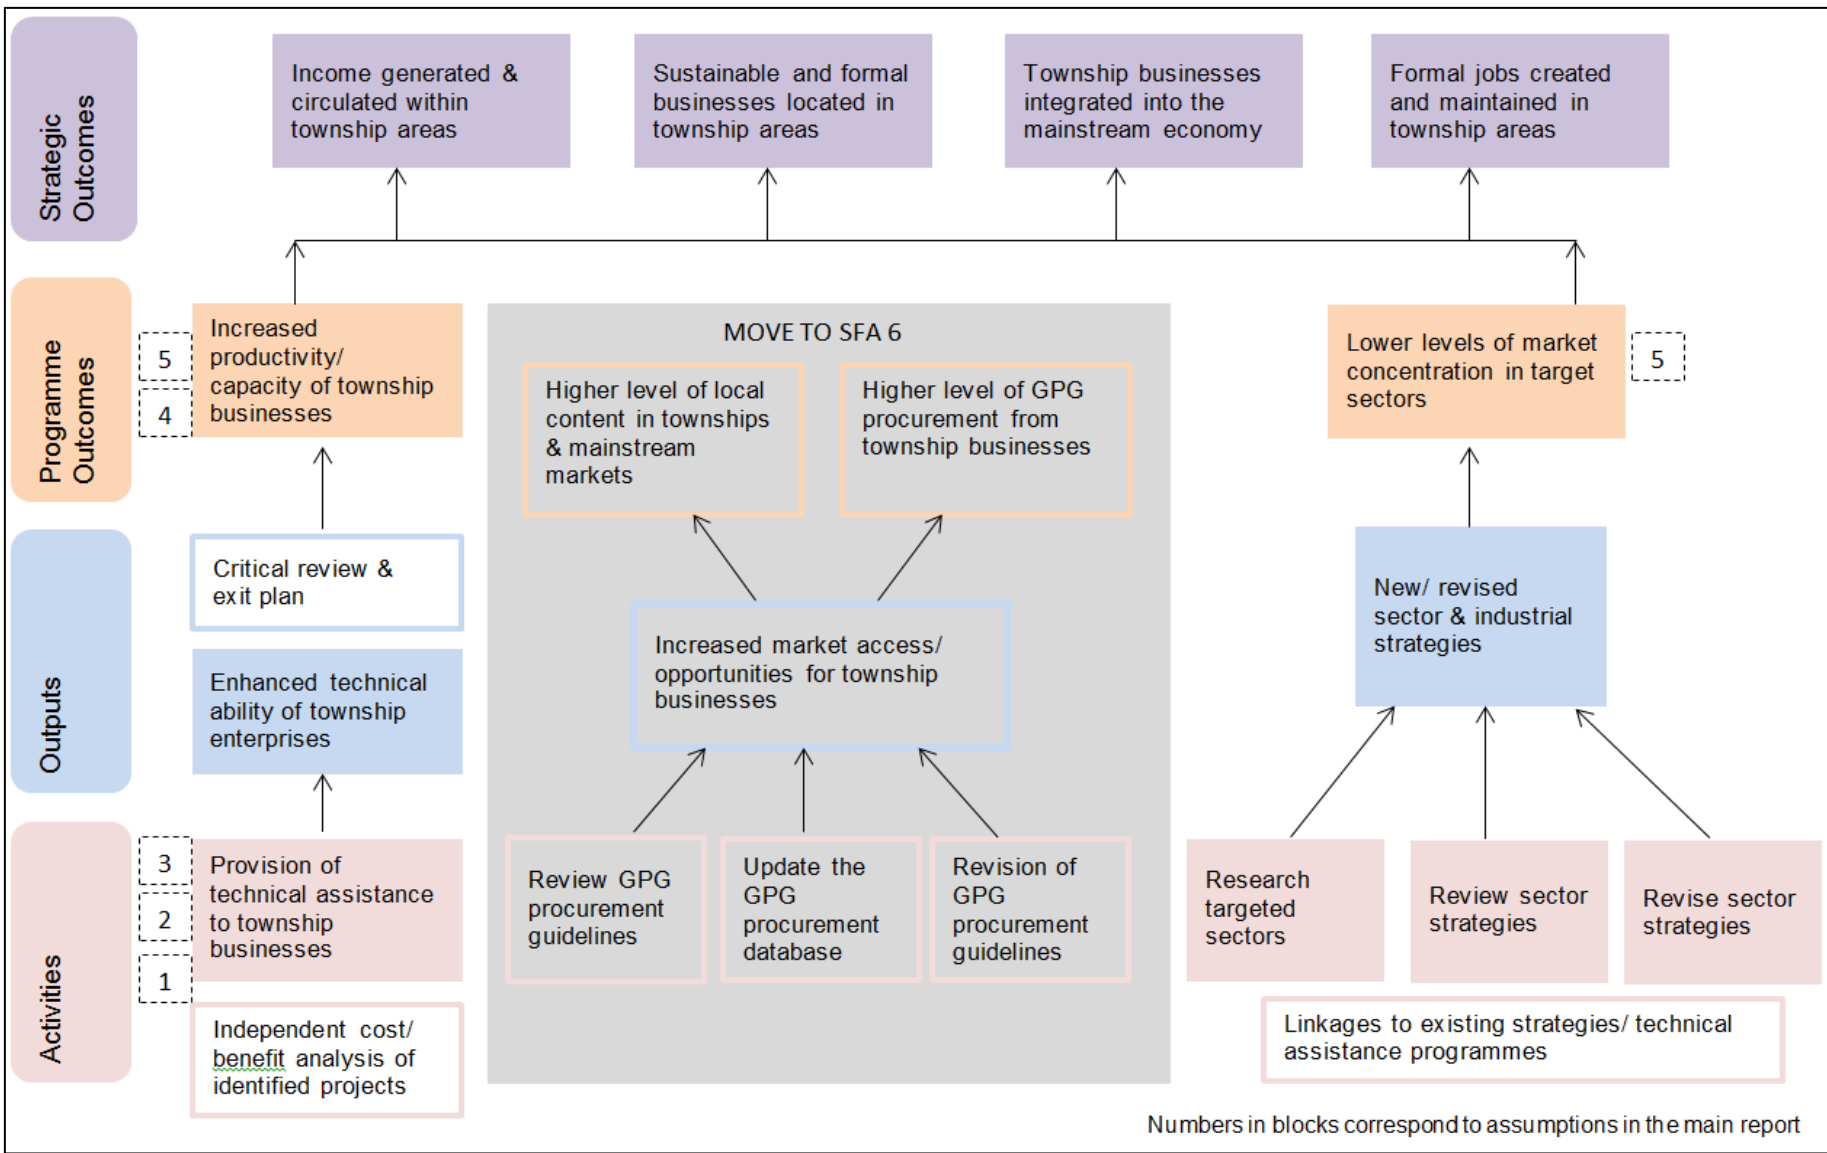 Strategic
Outcomes
Income generated &
circulated within
township areas
Sustainable and formal
businesses located in
township areas
Township businesses
integrated into the
mainstream economy
Formal jobs created
and maintained in
township areas
Programme
Outcomes
5
4
Increased
productivity/
capacity of township
businesses
MOVE TO SFA 6
Higher level of local
content in townships
& mainstream
markets
Higher level of GPG
procurement from
township businesses
Lower levels of market
concentration in target
sectors
5
Outputs
Critical review &
exit plan
Enhanced technical
ability of township
enterprises
Increased market access/
opportunities for township
businesses
New/ revised
sector & industrial
strategies
Activities
3
2
1
Provision of
technical assistance
to township
businesses
Independent cost/
benefit analysis of
identified projects
Review GPG
procurement
guidelines
Update the
GPG
procurement
database
Revision of
GPG
procurement
guidelines
Research
targeted
sectors
Review sector
strategies
Revise sector
strategies
Linkages to existing strategies/ technical
assistance programmes
Numbers in blocks correspond to assumptions in the main report